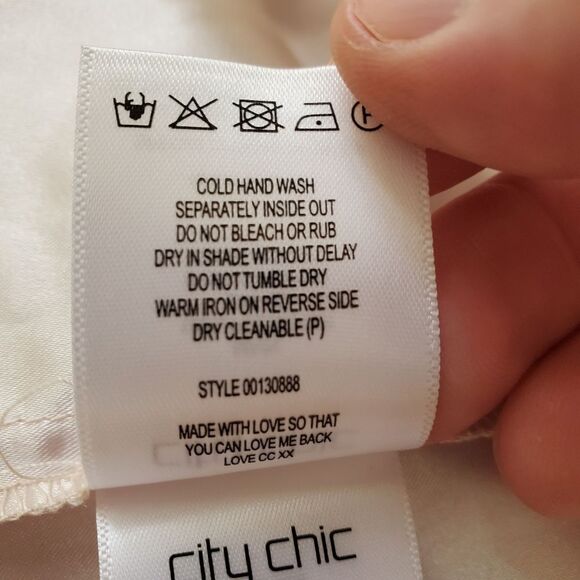 COLD HAND WASH
SEPARATELY INSIDE OUT
DO NOT BLEACH OR RUB
DRY IN SHADE WITHOUT DELAY
DO NOT TUMBLE DRY
WARM IRON ON REVERSE SIDE
DRY CLEANABLE (P)
STYLE 00130888
MADE WITH LOVE SO THAT
YOU CAN LOVE ME BACK
LOVE CC XX
city chic